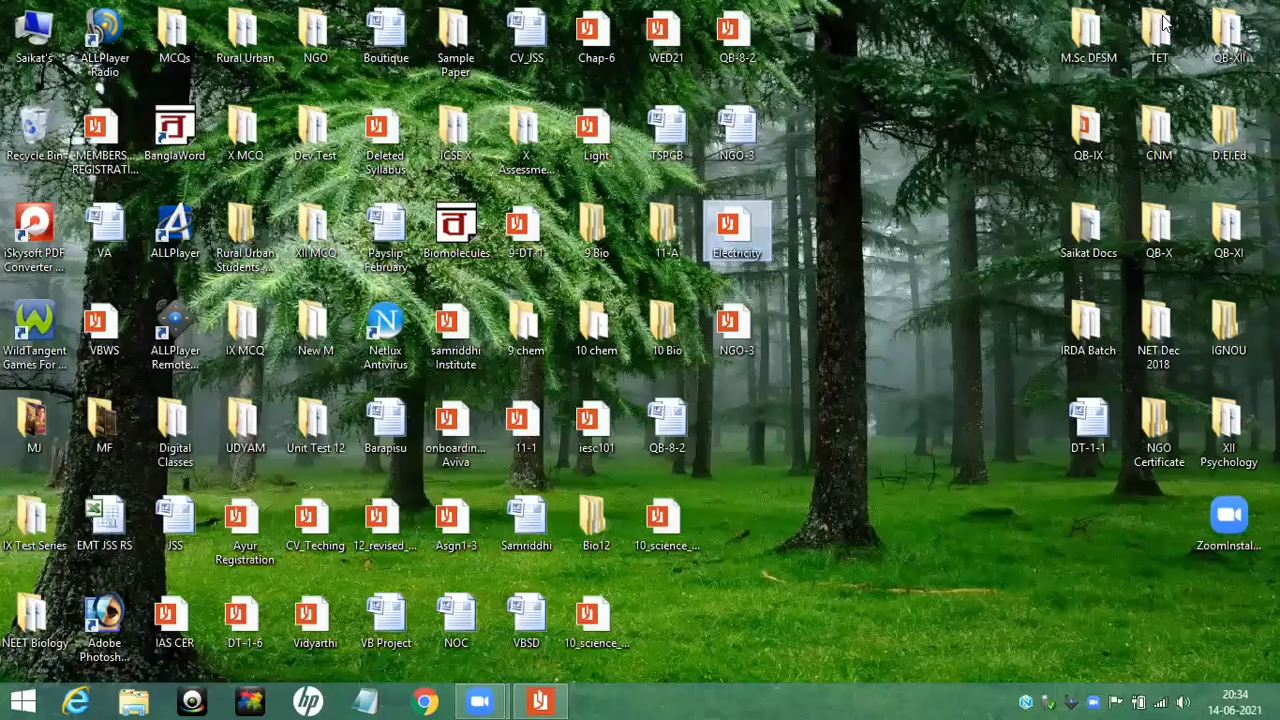 Saikat's
ALLPlayer
Radio
MCQs
Rural Urban
NGO
Boutique
Sample
Paper
CV_JSS
Chap-6
WED21
QB-8-2
M.Sc DFSM
TET
QB-XII
Recycle Bin
MEMBERS...
REGISTRATI...
BanglaWord
X MCQ
Dev Test
Deleted
Syllabus
ICSE X
X
Assessme...
Light
TSPCB
NGO-3
QB-IX
CNM
D.El.Ed
iSkysoft PDF
Converter ...
VA
ALLPlayer
Rural Urban
Students'...
XII MCQ
Payslip
February
Biomolecules
9-DT-1
9 Bio
11-A
Electricity
Saikat Docs
QB-X
QB-XI
WildTangent
Games For ...
VBWS
ALLPlayer
Remote...
IX MCQ
New M
Netlux
Antivirus
samriddhi
Institute
9 chem
10 chem
10 Bio
NGO-3
IRDA Batch
NET Dec
2018
IGNOU
MJ
MF
Digital
Classes
UDYAM
Unit Test 12
Barapisu
onboardin...
Aviva
11-1
iesc101
QB-8-2
DT-1-1
NGO
Certificate
XII
Psychology
IX Test Series
EMT JSS RS
JSS
Ayur
Registration
CV_Teching
12_revised_...
Asgn1-3
Samriddhi
Bio12
10_science_...
ZoomInstal...
NEET Biology
Adobe
Photosh...
IAS CER
DT-1-6
Vidyarthi
VB Project
NOC
VBSD
10_science_...
hp
20:34
14-06-2021